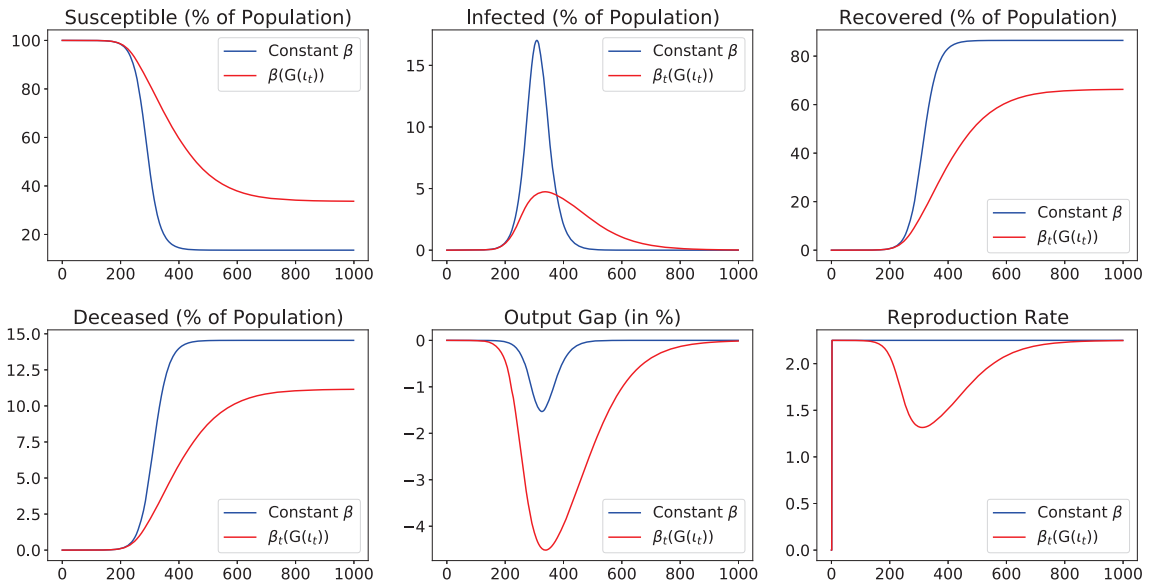 Susceptible (% of Population)
100
80
60
40
20
0 200 400 600 800 1000
Constant β
β(G(ιₜ))
Infected (% of Population)
15
10
5
0
0 200 400 600 800 1000
Constant β
βₜ(G(ιₜ))
Recovered (% of Population)
80
60
40
20
0
0 200 400 600 800 1000
Constant β
βₜ(G(ιₜ))
Deceased (% of Population)
15.0
12.5
10.0
7.5
5.0
2.5
0.0
0 200 400 600 800 1000
Constant β
βₜ(G(ιₜ))
Output Gap (in %)
0
−1
−2
−3
−4
0 200 400 600 800 1000
Constant β
βₜ(G(ιₜ))
Reproduction Rate
2.0
1.5
1.0
0.5
0.0
0 200 400 600 800 1000
Constant β
βₜ(G(ιₜ))